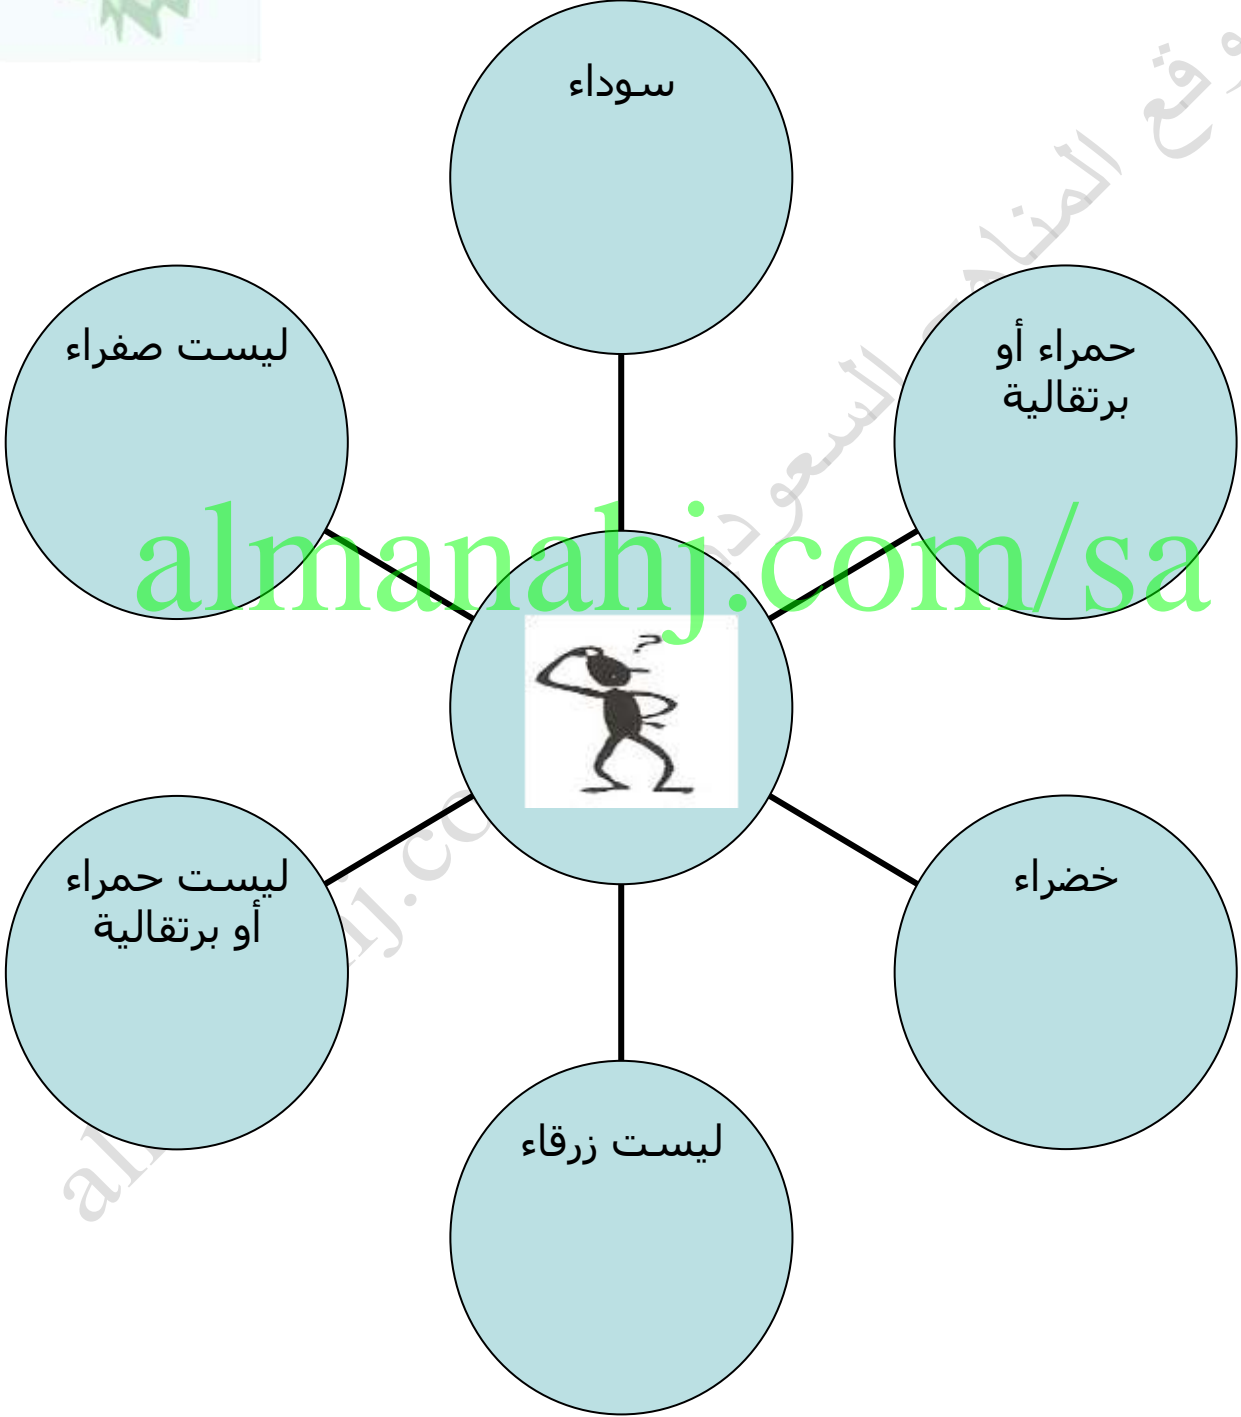 سوداء
حمراء أو
برتقالية
ليست صفراء
almanahj.com/sa
?
خضراء
ليست حمراء
أو برتقالية
ليست زرقاء